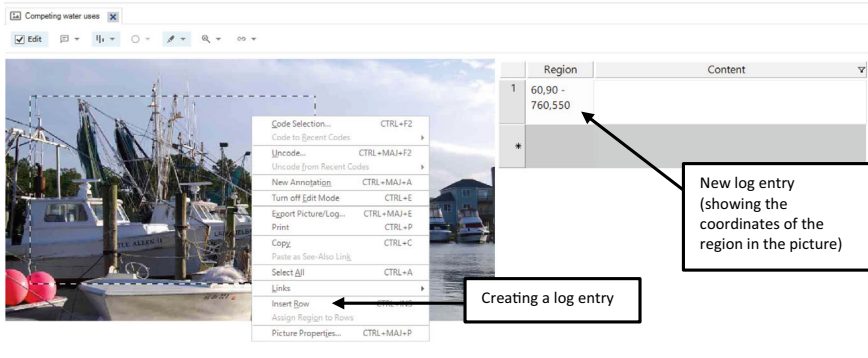 Competing water uses
Edit
Region Content
1 60,90 -
760,550
*
Code Selection... CTRL+F2
Code to Recent Codes
Uncode... CTRL+MAJ+F2
Uncode from Recent Codes
New Annotation CTRL+MAJ+A
Turn off Edit Mode CTRL+E
Export Picture/Log... CTRL+MAJ+E
Print CTRL+P
Copy CTRL+C
Paste as See-Also Link
Select All CTRL+A
Links
Insert Row CTRL+INS
Assign Region to Rows
Picture Properties... CTRL+MAJ+P
New log entry
(showing the
coordinates of the
region in the picture)
Creating a log entry